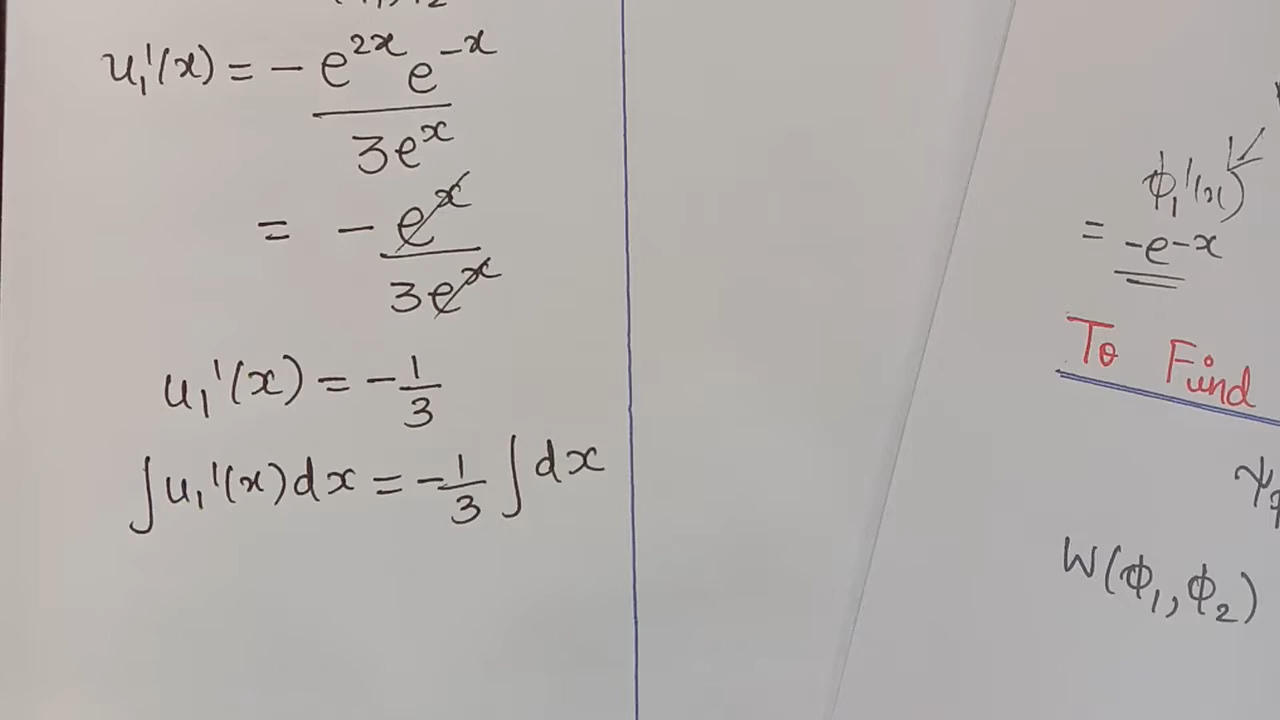 u₁'(x) = - e^{2x} e^{-x} / 3e^x
= - e^x / 3e^x
u₁'(x) = - 1/3
∫u₁'(x)dx = - 1/3 ∫dx
ϕ₁'(x)
= -e^{-x}
To Find
W(ϕ₁, ϕ₂)